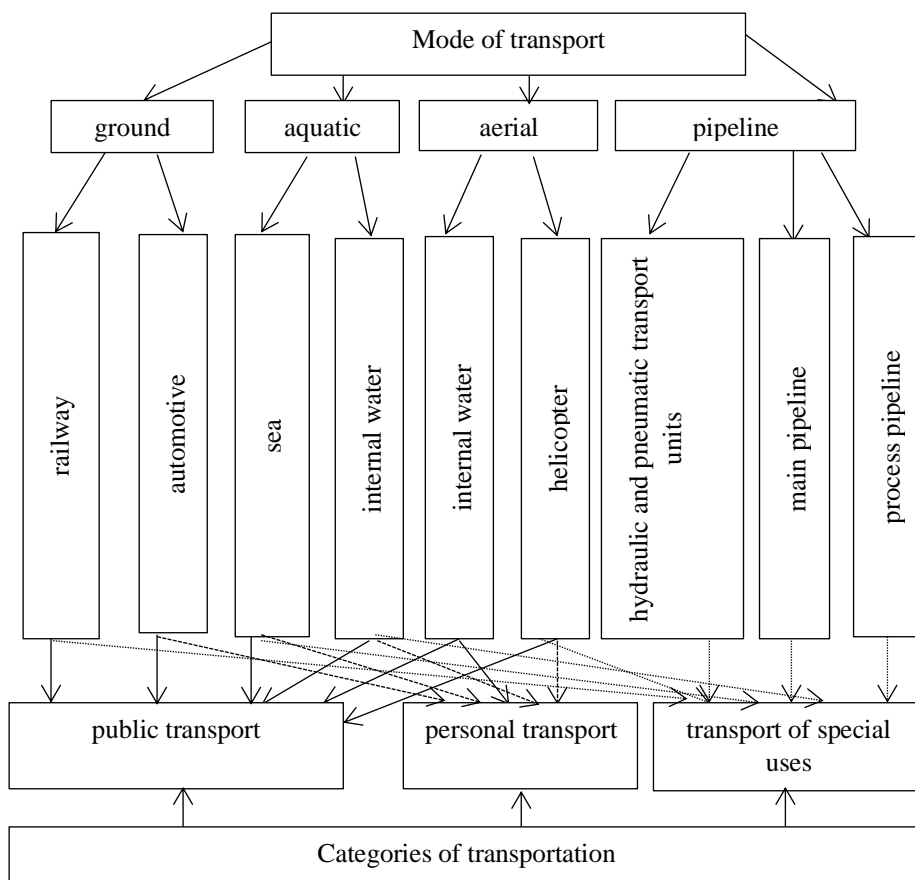 Mode of transport
ground
aquatic
aerial
pipeline
railway
automotive
sea
internal water
internal water
helicopter
hydraulic and pneumatic transport
units
main pipeline
process pipeline
public transport
personal transport
transport of special
uses
Categories of transportation